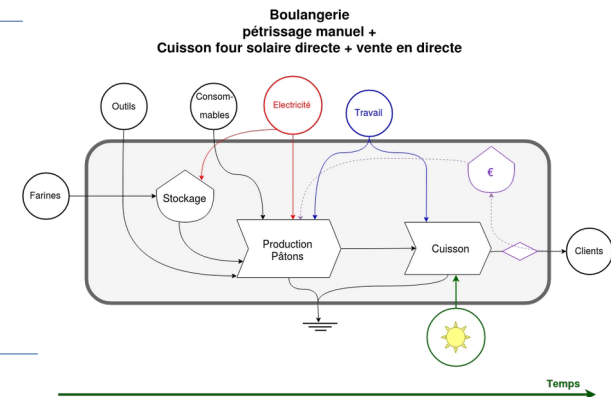 Boulangerie
pétrissage manuel +
Cuisson four solaire directe + vente en directe
Outils
Consom-
mables
Electricité
Travail
Farines
Stockage
€
Production
Pâtons
Cuisson
Clients
Temps